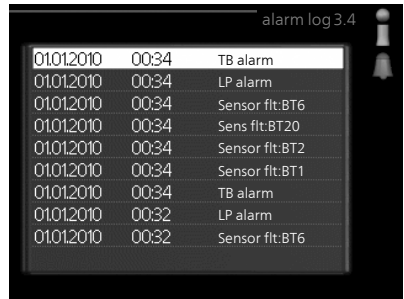 alarm log 3.4
01.01.2010 00:34 TB alarm
01.01.2010 00:34 LP alarm
01.01.2010 00:34 Sensor flt:BT6
01.01.2010 00:34 Sens flt:BT20
01.01.2010 00:34 Sensor flt:BT2
01.01.2010 00:34 Sensor flt:BT1
01.01.2010 00:34 TB alarm
01.01.2010 00:32 LP alarm
01.01.2010 00:32 Sensor flt:BT6